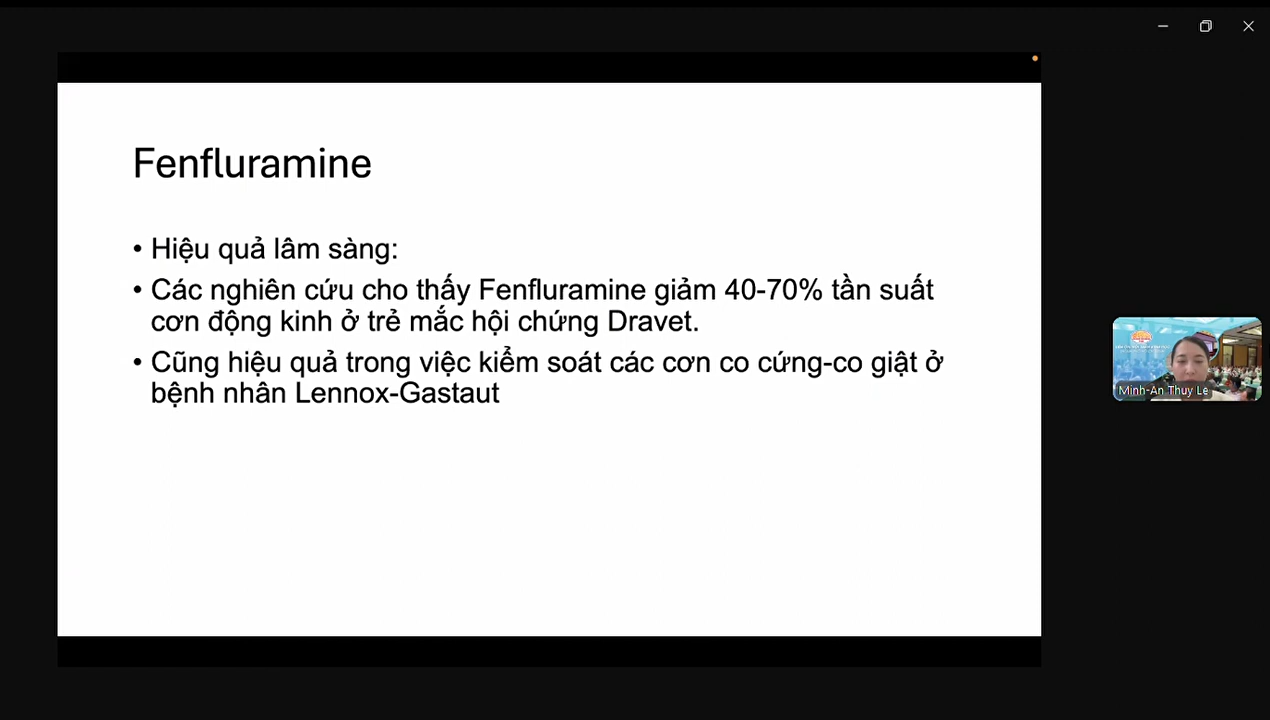 Fenfluramine
• Hiệu quả lâm sàng:
• Các nghiên cứu cho thấy Fenfluramine giảm 40-70% tần suất
cơn động kinh ở trẻ mắc hội chứng Dravet.
• Cũng hiệu quả trong việc kiểm soát các cơn co cứng-co giật ở
bệnh nhân Lennox-Gastaut
Minh-An Thuy Le